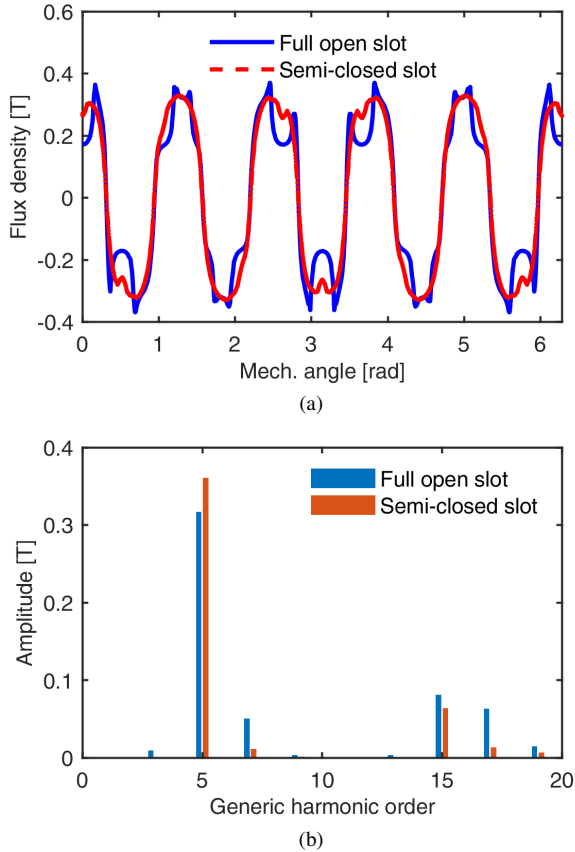 0.6
0.4
0.2
0
-0.2
-0.4
Flux density [T]
Full open slot
Semi-closed slot
0 1 2 3 4 5 6
Mech. angle [rad]
(a)
0.4
0.3
0.2
0.1
0
Amplitude [T]
Full open slot
Semi-closed slot
0 5 10 15 20
Generic harmonic order
(b)